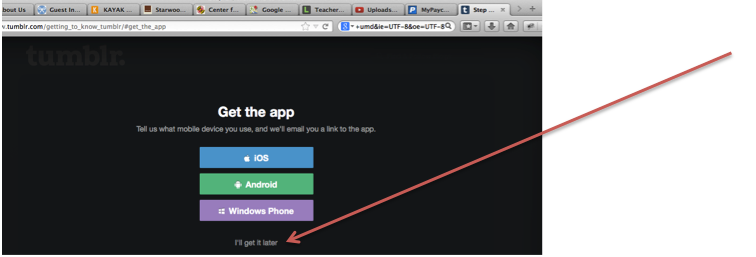 bout Us Guest In... KAYAK ... Starwoo... Center f... Google ... Teacher... Uploads... MyPayc... Step ...
w.tumblr.com/getting_to_know_tumblr/#get_the_app +umd&ie=UTF-8&oe=UTF-8
tumblr.
Get the app
Tell us what mobile device you use, and we'll email you a link to the app.
iOS
Android
Windows Phone
I'll get it later